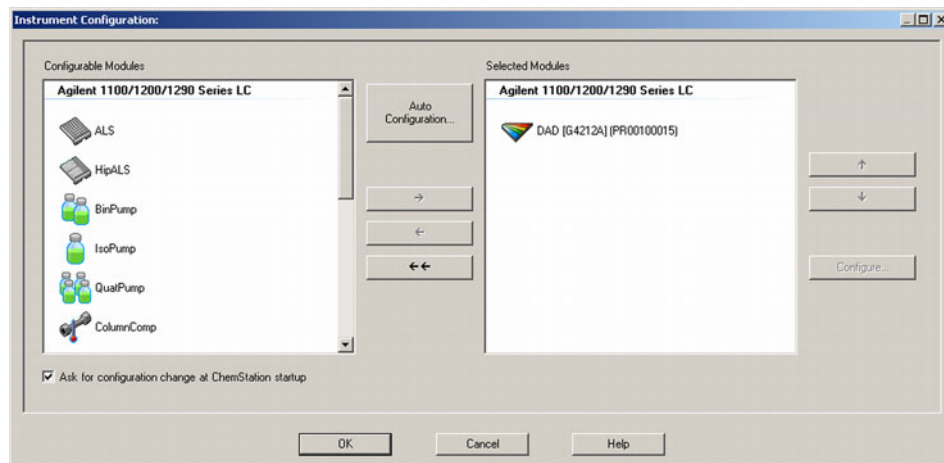 Instrument Configuration:
Configurable Modules
Agilent 1100/1200/1290 Series LC
ALS
HipALS
BinPump
IsoPump
QuatPump
ColumnComp
Auto
Configuration...
Selected Modules
Agilent 1100/1200/1290 Series LC
DAD [G4212A] (PR00100015)
Configure...
Ask for configuration change at ChemStation startup
OK
Cancel
Help